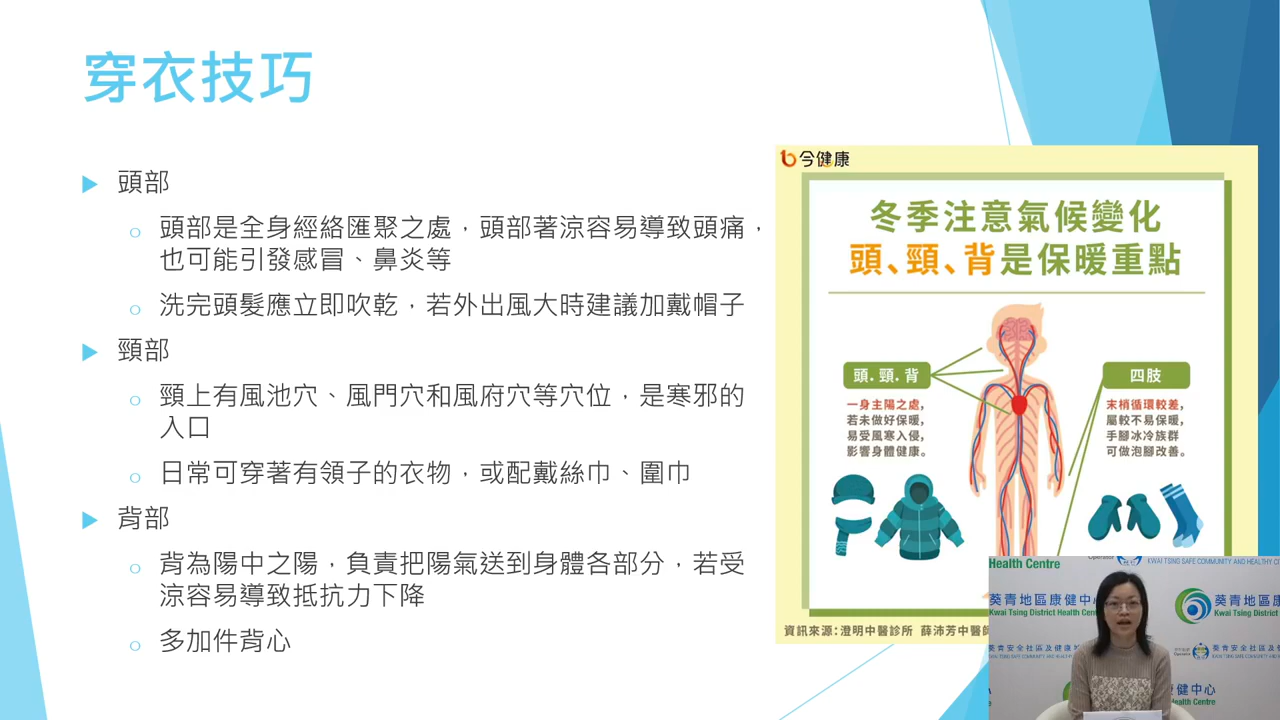 穿衣技巧
頭部
頭部是全身經絡匯聚之處，頭部著涼容易導致頭痛，
也可能引發感冒、鼻炎等
洗完頭髮應立即吹乾，若外出風大時建議加戴帽子
頸部
頸上有風池穴、風門穴和風府穴等穴位，是寒邪的
入口
日常可穿著有領子的衣物，或配戴絲巾、圍巾
背部
背為陽中之陽，負責把陽氣送到身體各部分，若受
涼容易導致抵抗力下降
多加件背心
今健康
冬季注意氣候變化
頭、頸、背是保暖重點
頭.頸.背
一身主陽之處，
若未做好保暖，
易受風寒入侵，
影響身體健康。
四肢
末梢循環較差，
屬較不易保暖，
手腳冰冷族群
可做泡腳改善。
資訊來源：澄明中醫診所 薛沛芳中醫師
Health Centre
KWAI TSING SAFE COMMUNITY AND HEALTHY
葵青地區康健中心
Kwai Tsing District Health Cen
葵青地區康
Kwai Tsing District
葵青安全社區及健康
葵青安全社區及健康
康健中心
Health Centre